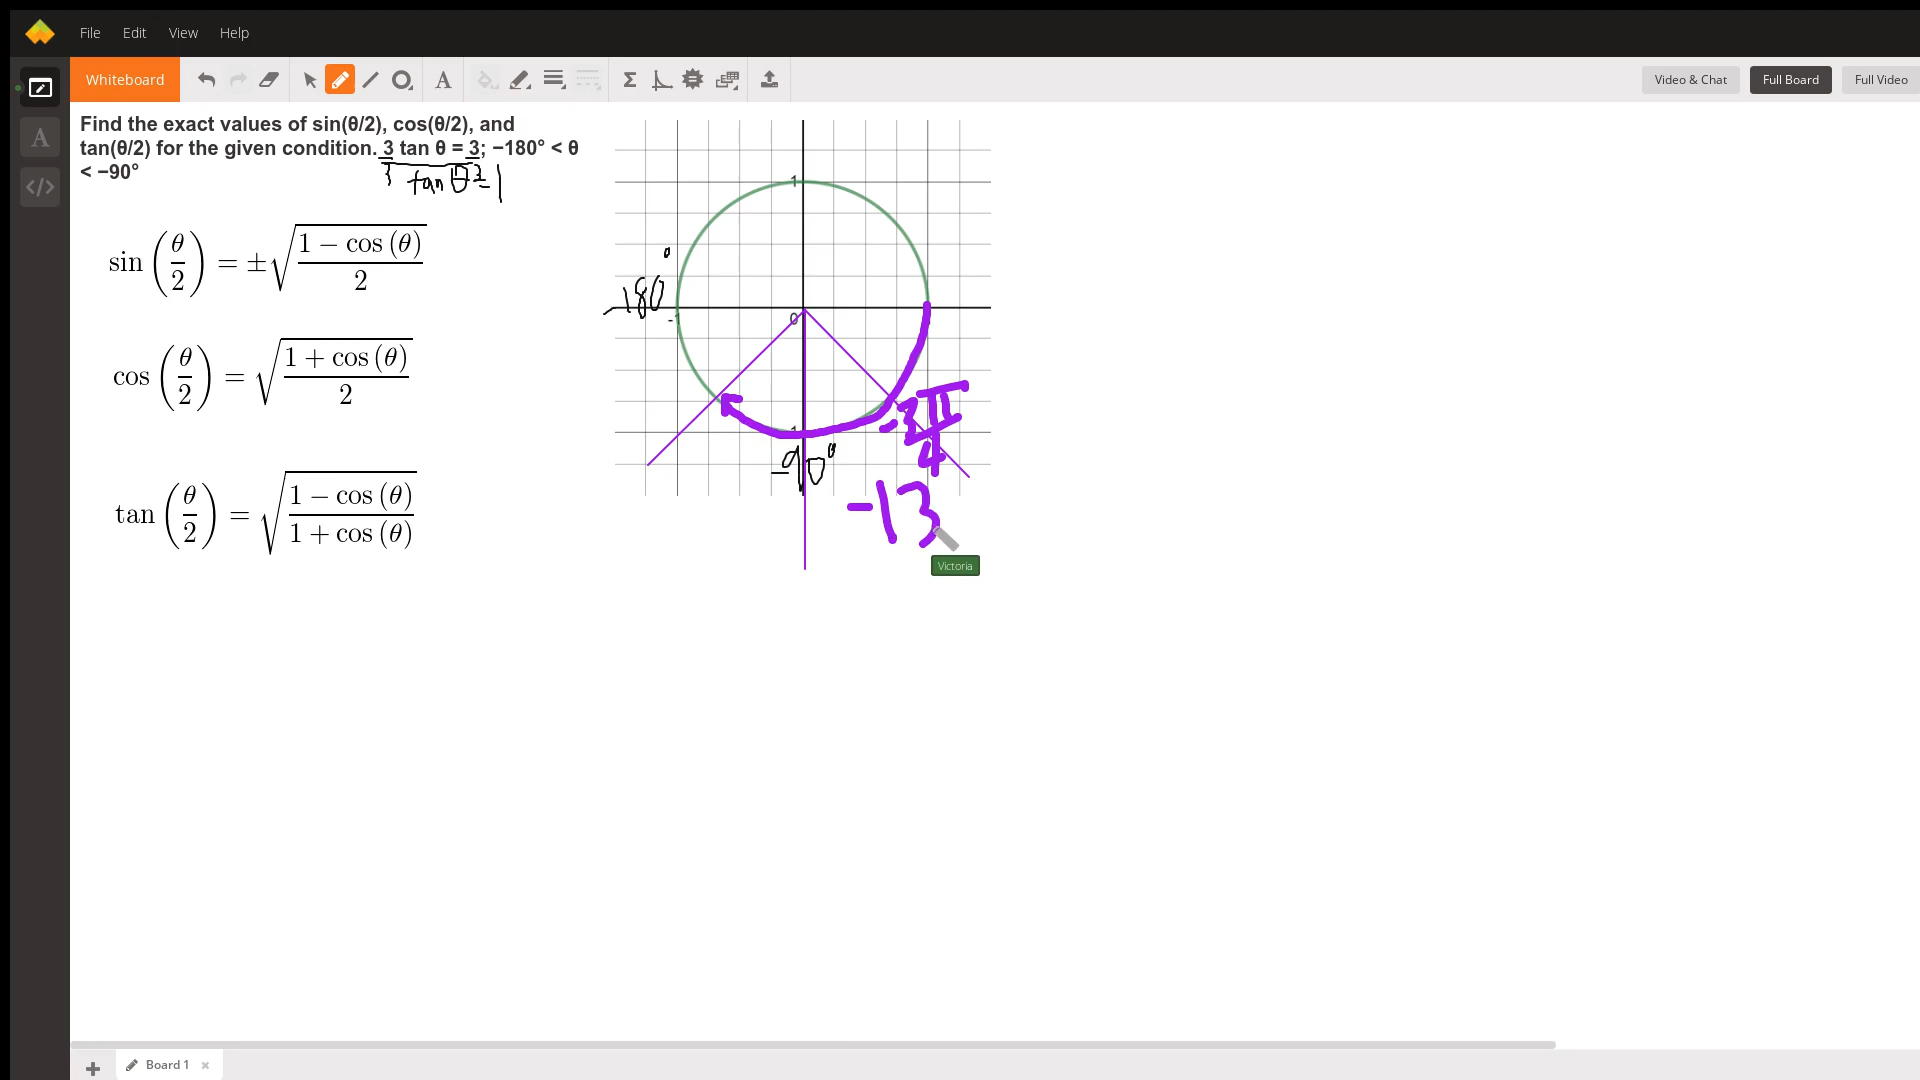 File Edit View Help
Whiteboard
A
Σ
Video & Chat Full Board Full Video
A
</>
Find the exact values of sin(θ/2), cos(θ/2), and
tan(θ/2) for the given condition. 3 tan θ = 3; −180° < θ
< −90°
3 3
tan θ = 1
sin (θ/2) = ±√((1 − cos (θ))/2)
cos (θ/2) = √((1 + cos (θ))/2)
tan (θ/2) = √((1 − cos (θ))/(1 + cos (θ)))
1
-180°
0
-1
-3π/4
-90°
-13
Victoria
+ Board 1 ×